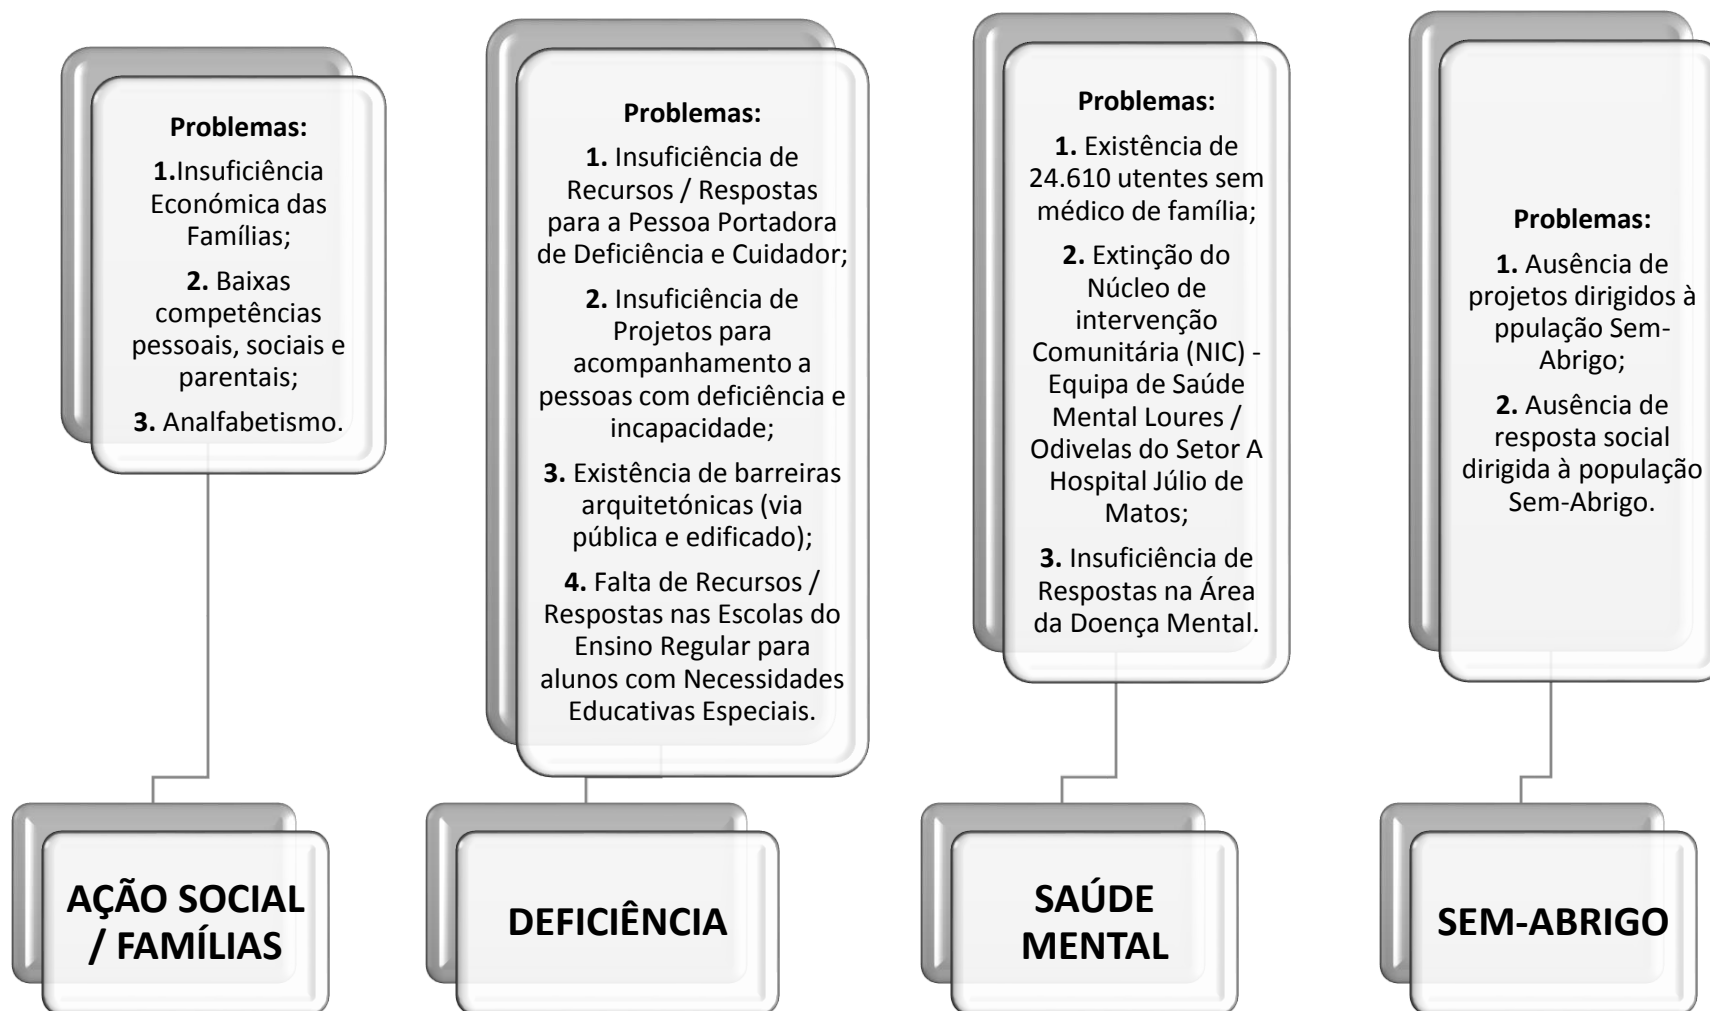 Problemas:
1.Insuficiência
Económica das
Famílias;
2. Baixas
competências
pessoais, sociais e
parentais;
3. Analfabetismo.
AÇÃO SOCIAL
/ FAMÍLIAS
Problemas:
1. Insuficiência de
Recursos / Respostas
para a Pessoa Portadora
de Deficiência e Cuidador;
2. Insuficiência de
Projetos para
acompanhamento a
pessoas com deficiência e
incapacidade;
3. Existência de barreiras
arquitetónicas (via
pública e edificado);
4. Falta de Recursos /
Respostas nas Escolas do
Ensino Regular para
alunos com Necessidades
Educativas Especiais.
DEFICIÊNCIA
Problemas:
1. Existência de
24.610 utentes sem
médico de família;
2. Extinção do
Núcleo de
intervenção
Comunitária (NIC) -
Equipa de Saúde
Mental Loures /
Odivelas do Setor A
Hospital Júlio de
Matos;
3. Insuficiência de
Respostas na Área
da Doença Mental.
SAÚDE
MENTAL
Problemas:
1. Ausência de
projetos dirigidos à
ppulação Sem-
Abrigo;
2. Ausência de
resposta social
dirigida à população
Sem-Abrigo.
SEM-ABRIGO